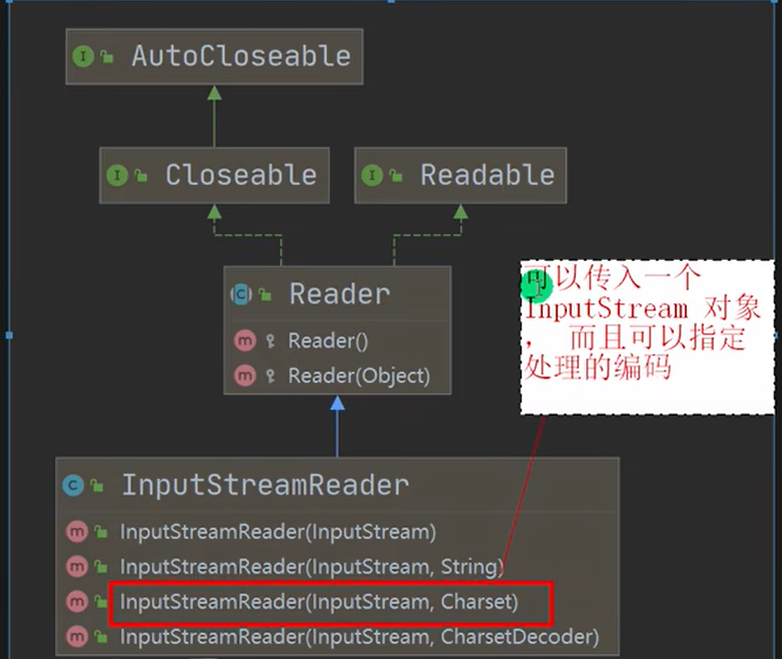 AutoCloseable
Closeable
Readable
Reader
Reader()
Reader(Object)
可以传入一个
InputStream 对象
， 而且可以指定
处理的编码
InputStreamReader
InputStreamReader(InputStream)
InputStreamReader(InputStream, String)
InputStreamReader(InputStream, Charset)
InputStreamReader(InputStream, CharsetDecoder)